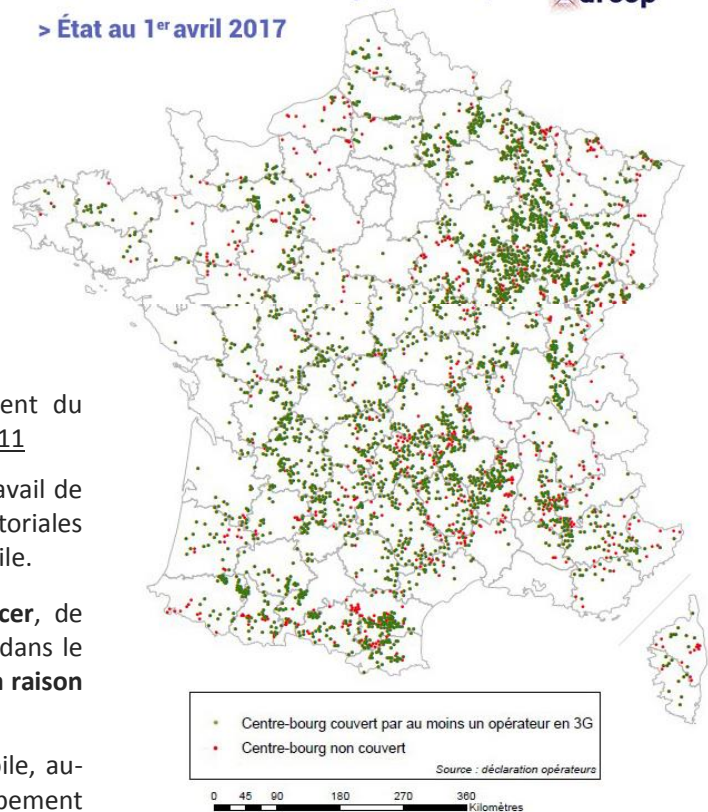 > État au 1er avril 2017
arcep
ent du
11
avail de
toriales
ile.
cer, de
dans le
raison
bile, au-
pement
Centre-bourg couvert par au moins un opérateur en 3G
Centre-bourg non couvert
Source : déclaration opérateurs
0 45 90 180 270 360
Kilomètres